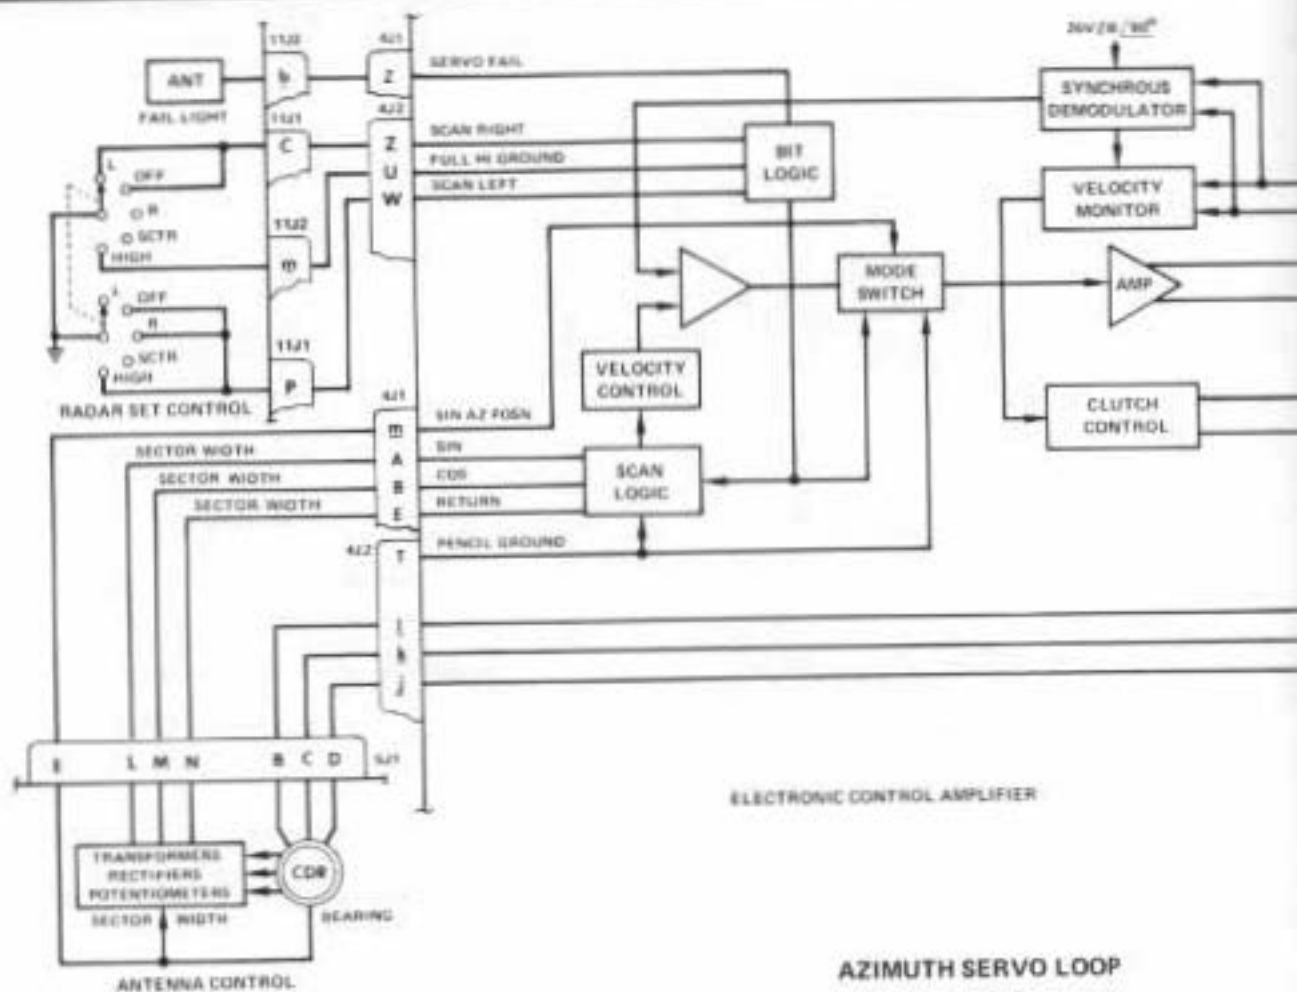 11J2
4J1
ANT
b
Z
SERVO FAIL
FAIL LIGHT
SYNCHROUS
DEMODULATOR
11J1
4J2
C
Z
SCAN RIGHT
U
FULL HI GROUND
W
SCAN LEFT
BIT
LOGIC
VELOCITY
MONITOR
L
OFF
R
SCTR
HIGH
11J2
m
MODE
SWITCH
AMP
L
OFF
R
SCTR
HIGH
11J1
P
RADAR SET CONTROL
VELOCITY
CONTROL
CLUTCH
CONTROL
4J1
m
SIN AZ POSN
SECTOR WIDTH
A
SIN
SECTOR WIDTH
B
COS
SECTOR WIDTH
E
RETURN
SCAN
LOGIC
4J2
T
PENCIL GROUND
k
j
E
L
M
N
B
C
D
5J1
ELECTRONIC CONTROL AMPLIFIER
TRANSFORMERS
RECTIFIERS
POTENTIOMETERS
CDR
SECTOR WIDTH
BEARING
ANTENNA CONTROL
AZIMUTH SERVO LOOP